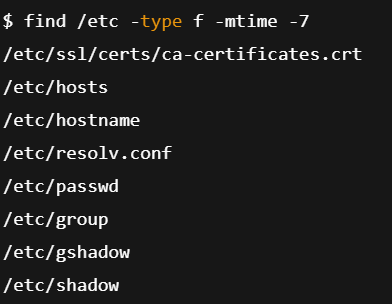 $ find /etc -type f -mtime -7
/etc/ssl/certs/ca-certificates.crt
/etc/hosts
/etc/hostname
/etc/resolv.conf
/etc/passwd
/etc/group
/etc/gshadow
/etc/shadow